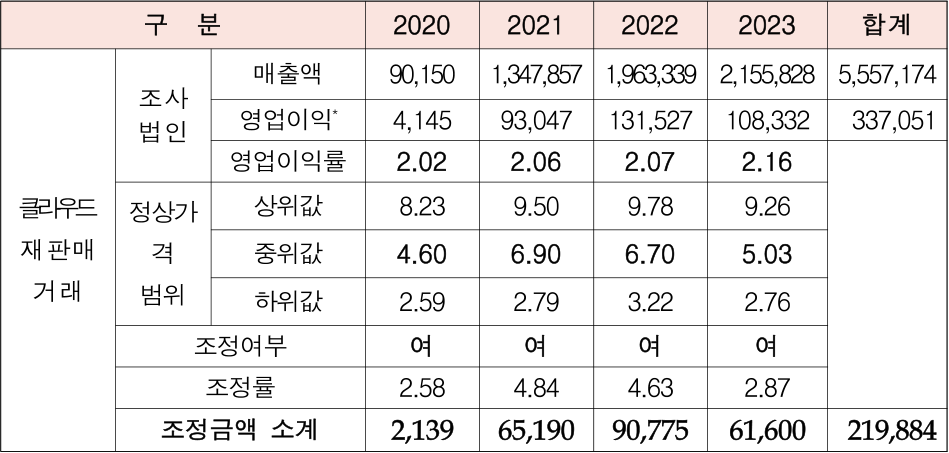 구 분 2020 2021 2022 2023 합계
클라우드 재판매 거래
조사 법인
매출액 90,150 1,347,857 1,963,339 2,155,828 5,557,174
영업이익* 4,145 93,047 131,527 108,332 337,051
영업이익률 2.02 2.06 2.07 2.16
정상가격 범위
상위값 8.23 9.50 9.78 9.26
중위값 4.60 6.90 6.70 5.03
하위값 2.59 2.79 3.22 2.76
조정여부 여 여 여 여
조정률 2.58 4.84 4.63 2.87
조정금액 소계 2,139 65,190 90,775 61,600 219,884